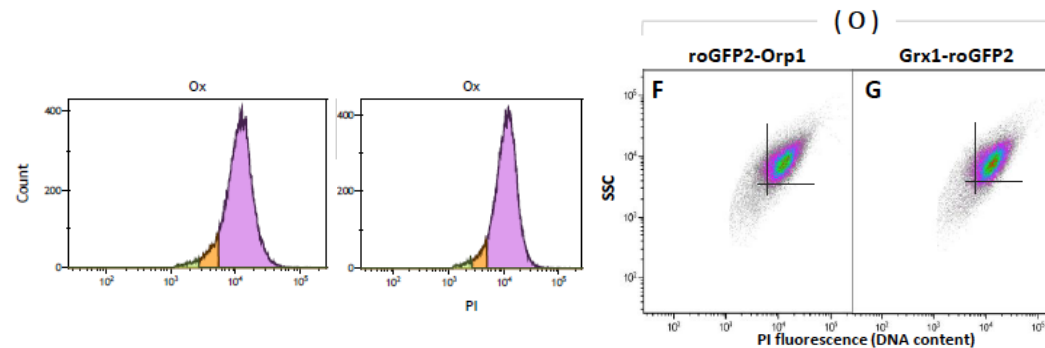 ( O )
roGFP2-Orp1 Grx1-roGFP2
Ox Ox
F G
400 400
200 200
0 0
Count
10² 10³ 10⁴ 10⁵
10² 10³ 10⁴ 10⁵
PI
SSC
10⁵
10⁴
10³
10²
10² 10³ 10⁴ 10⁵ 10² 10³ 10⁴ 10⁵
PI fluorescence (DNA content)